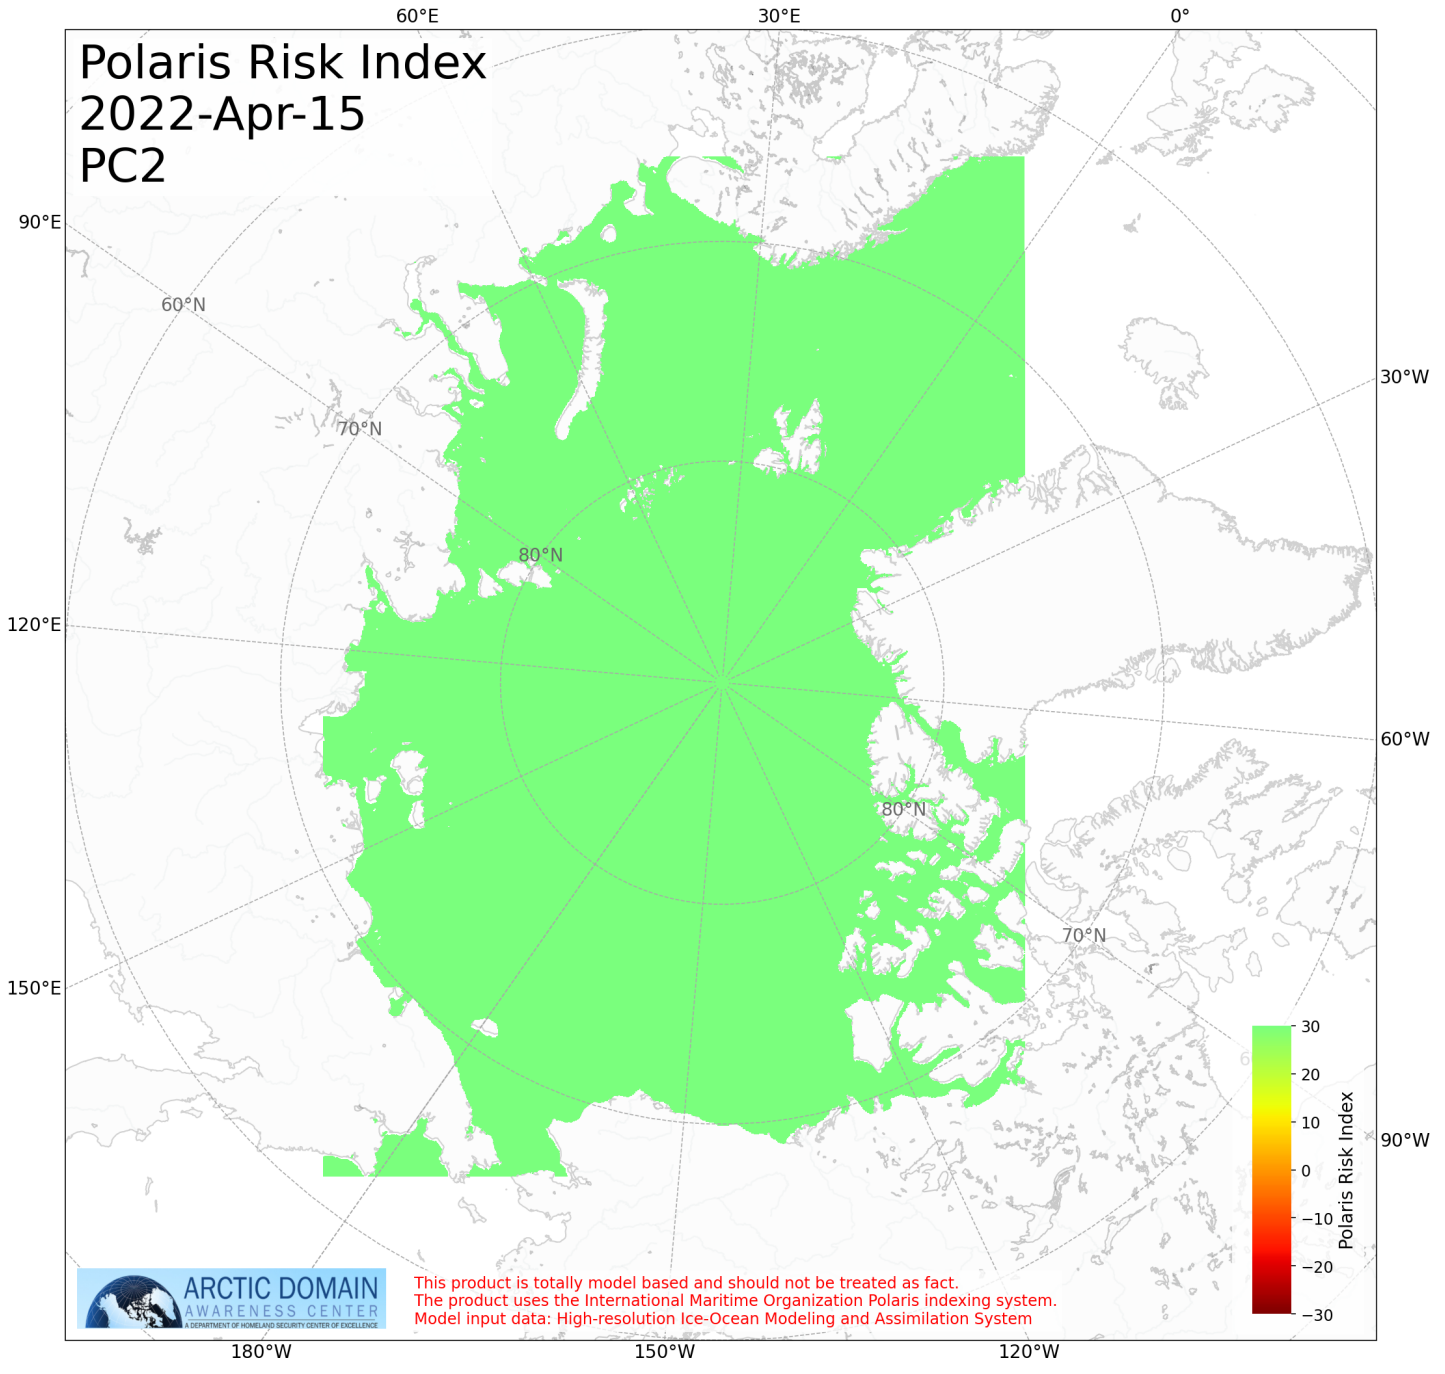 60°E 30°E 0°
Polaris Risk Index
2022-Apr-15
PC2
90°E
60°N
30°W
70°N
80°N
120°E
60°W
80°N
70°N
150°E
30
20
10
0
−10
−20
−30
Polaris Risk Index
90°W
ARCTIC DOMAIN
AWARENESS CENTER
A DEPARTMENT OF HOMELAND SECURITY CENTER OF EXCELLENCE
This product is totally model based and should not be treated as fact.
The product uses the International Maritime Organization Polaris indexing system.
Model input data: High-resolution Ice-Ocean Modeling and Assimilation System
180°W 150°W 120°W